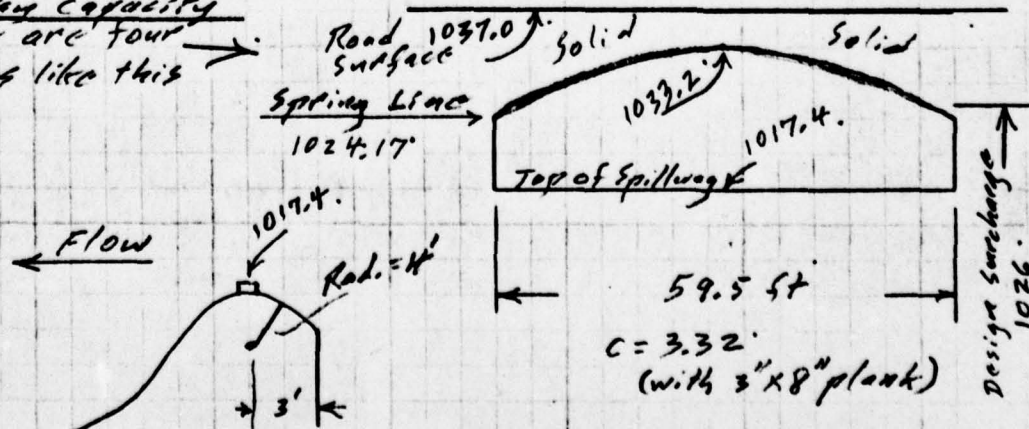 Capacity
are four
like this
Road 1037.0
Surface
Solid
Solid
Spring Line
1024.17'
1033.2'
1017.4.
Top of Spillway
Flow
1017.4.
Rad. = 4'
3'
59.5 ft
c = 3.32
(with 3" x 8" plank)
Design Surcharge
1026.